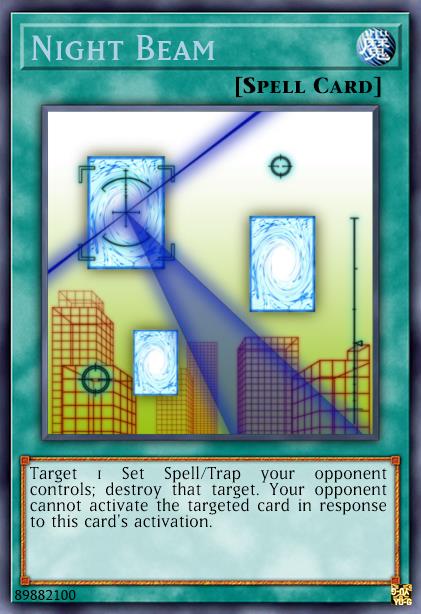 Night Beam
魔
[Spell Card]
Target 1 Set Spell/Trap your opponent
controls; destroy that target. Your opponent
cannot activate the targeted card in response
to this card's activation.
89882100